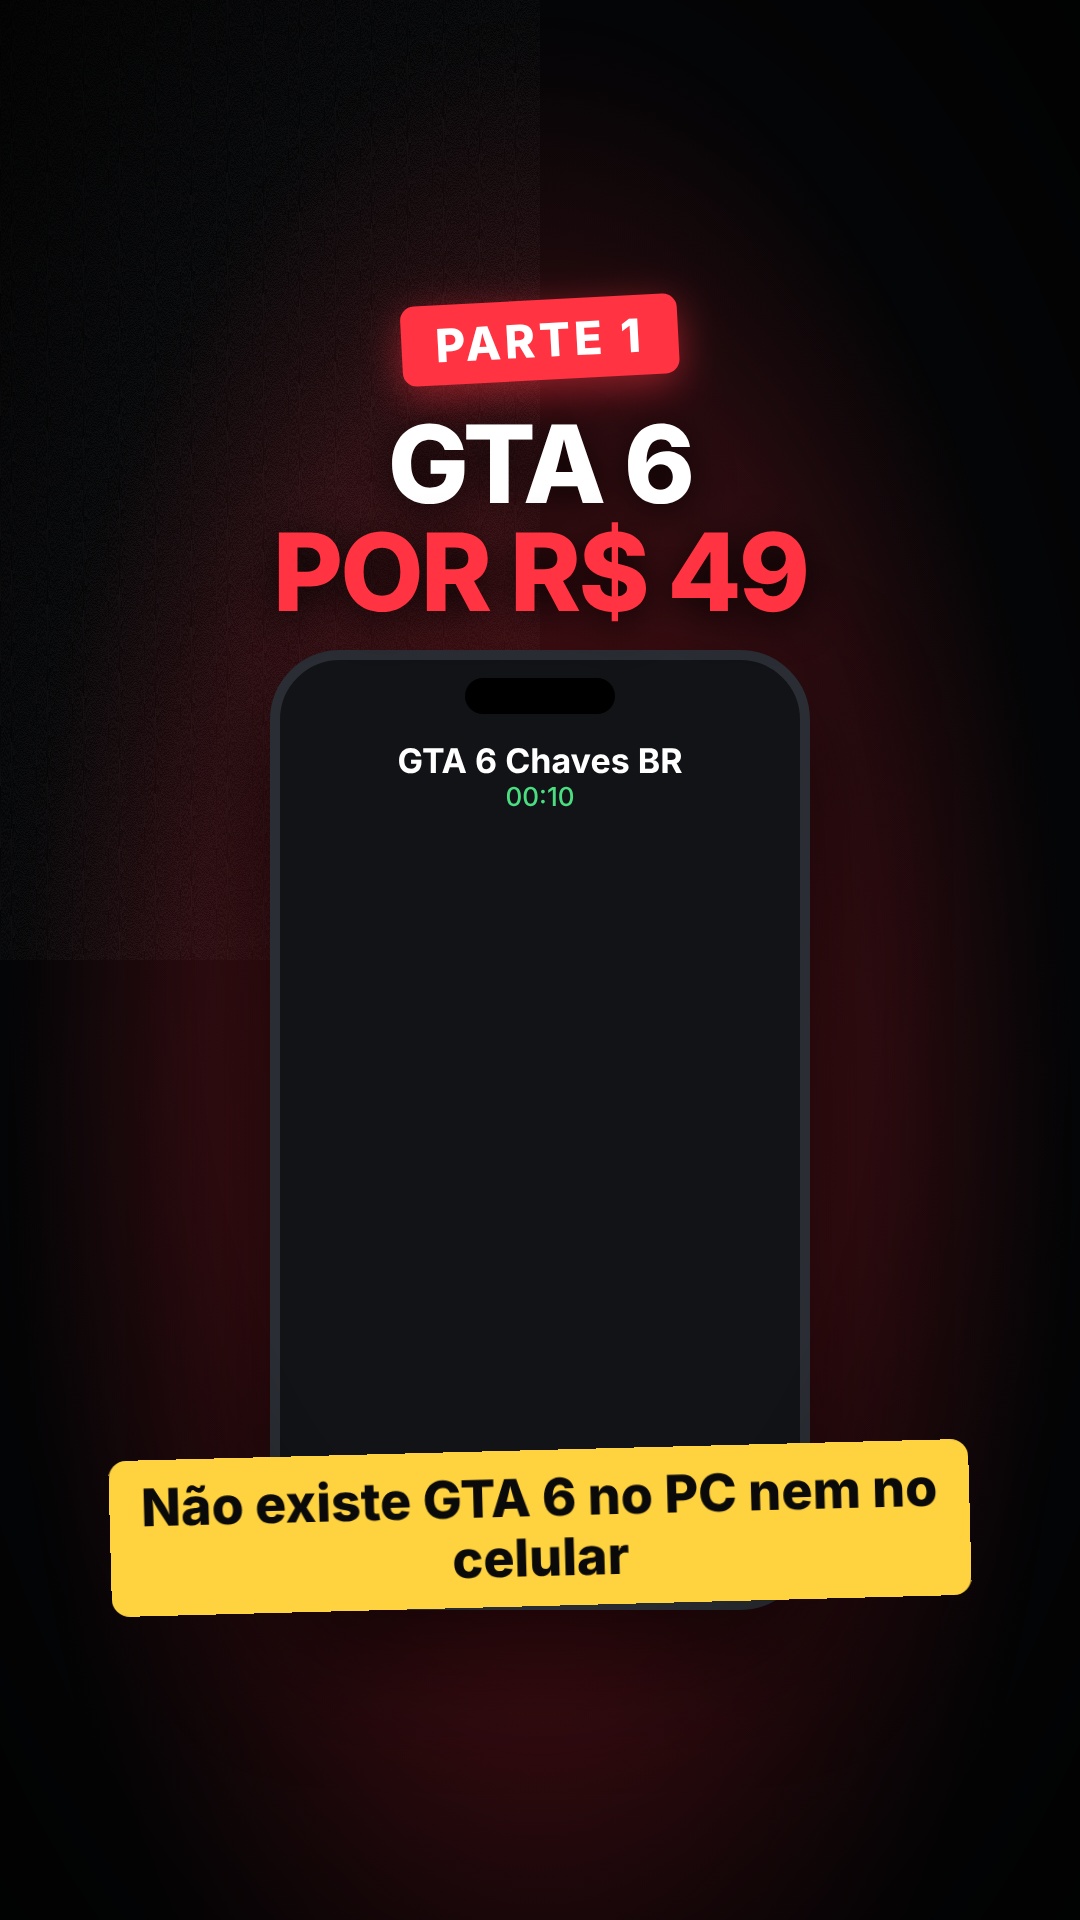 PARTE 1
GTA 6
POR R$ 49
GTA 6 Chaves BR
00:10
Não existe GTA 6 no PC nem no
celular